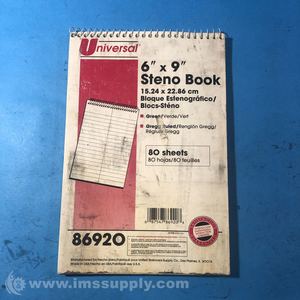 Universal
6" x 9"
Steno Book
15.24 x 22.86 cm
Bloque Estenográfico/
Blocs-Sténo
Green/Verde/Vert
Gregg Ruled/Renglón Gregg/
Réglure Gregg
80 sheets
80 hojas/80 feuilles
86920
© www.imssupply.com